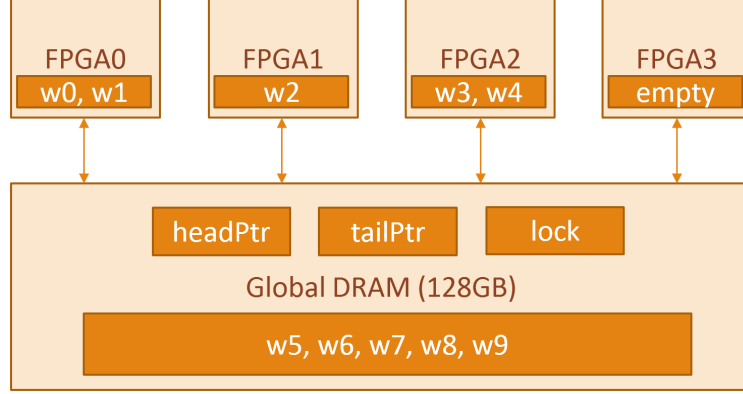 FPGA0 FPGA1 FPGA2 FPGA3
w0, w1 w2 w3, w4 empty
headPtr tailPtr lock
Global DRAM (128GB)
w5, w6, w7, w8, w9